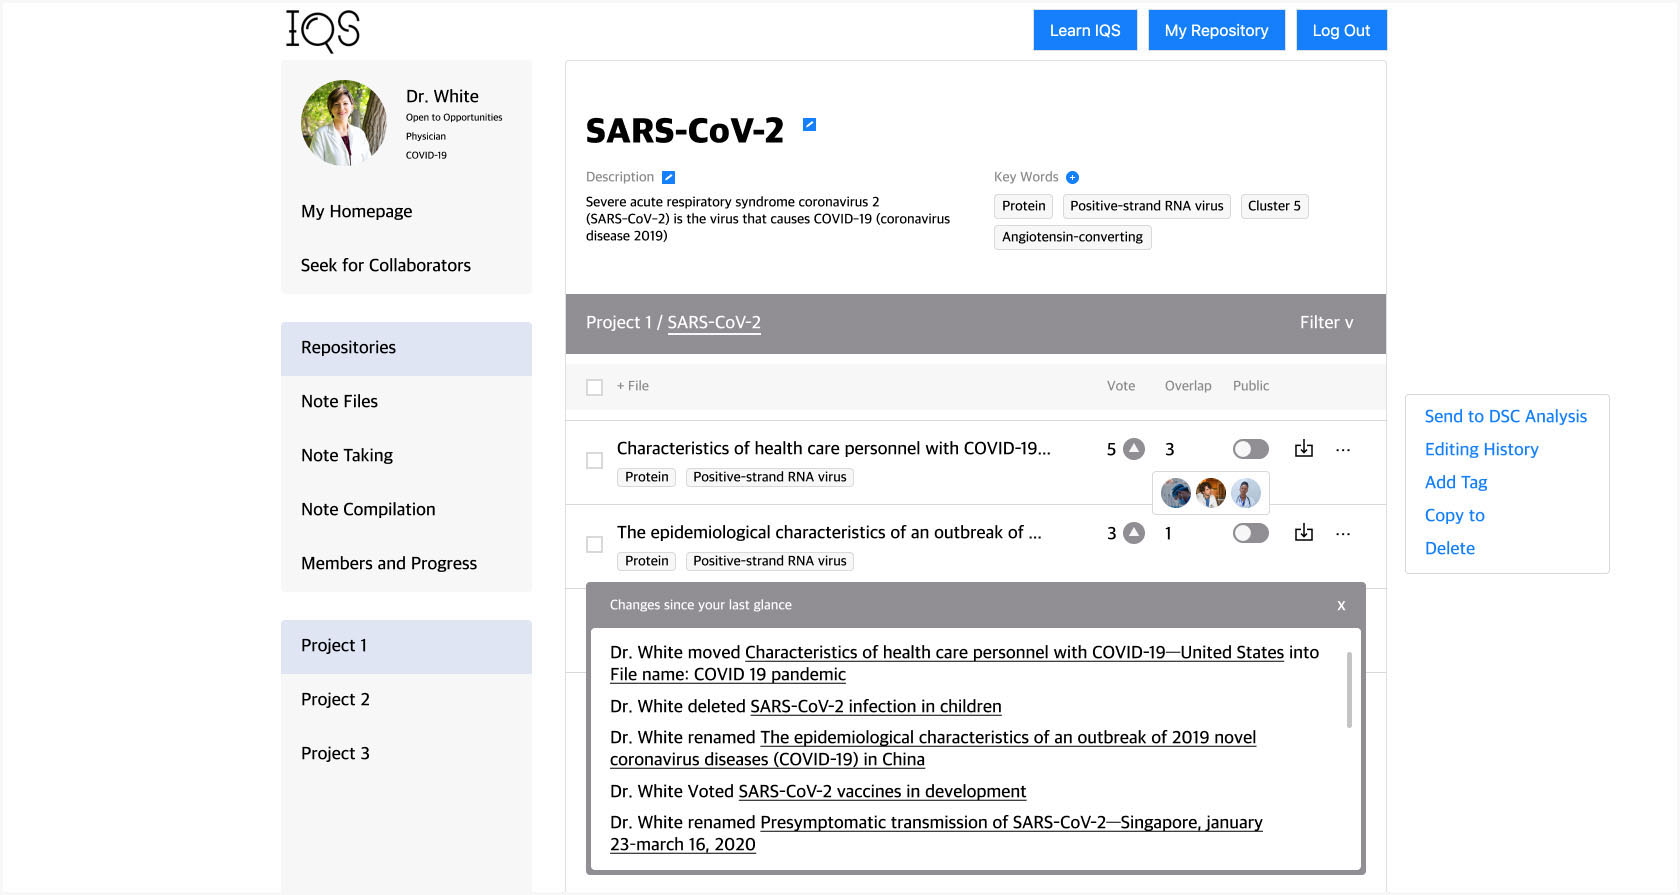 IQS
Learn IQS
My Repository
Log Out
Dr. White
Open to Opportunities
Physician
COVID-19
My Homepage
Seek for Collaborators
Repositories
Note Files
Note Taking
Note Compilation
Members and Progress
Project 1
Project 2
Project 3
SARS-CoV-2
Description
Severe acute respiratory syndrome coronavirus 2
(SARS-CoV-2) is the virus that causes COVID-19 (coronavirus
disease 2019)
Key Words
Protein
Positive-strand RNA virus
Cluster 5
Angiotensin-converting
Project 1 / SARS-CoV-2
Filter v
+ File
Vote
Overlap
Public
Characteristics of health care personnel with COVID-19...
5
3
...
Protein
Positive-strand RNA virus
The epidemiological characteristics of an outbreak of ...
3
1
...
Protein
Positive-strand RNA virus
Changes since your last glance
x
Dr. White moved Characteristics of health care personnel with COVID-19—United States into
File name: COVID 19 pandemic
Dr. White deleted SARS-CoV-2 infection in children
Dr. White renamed The epidemiological characteristics of an outbreak of 2019 novel
coronavirus diseases (COVID-19) in China
Dr. White Voted SARS-CoV-2 vaccines in development
Dr. White renamed Presymptomatic transmission of SARS-CoV-2—Singapore, january
23-march 16, 2020
Send to DSC Analysis
Editing History
Add Tag
Copy to
Delete